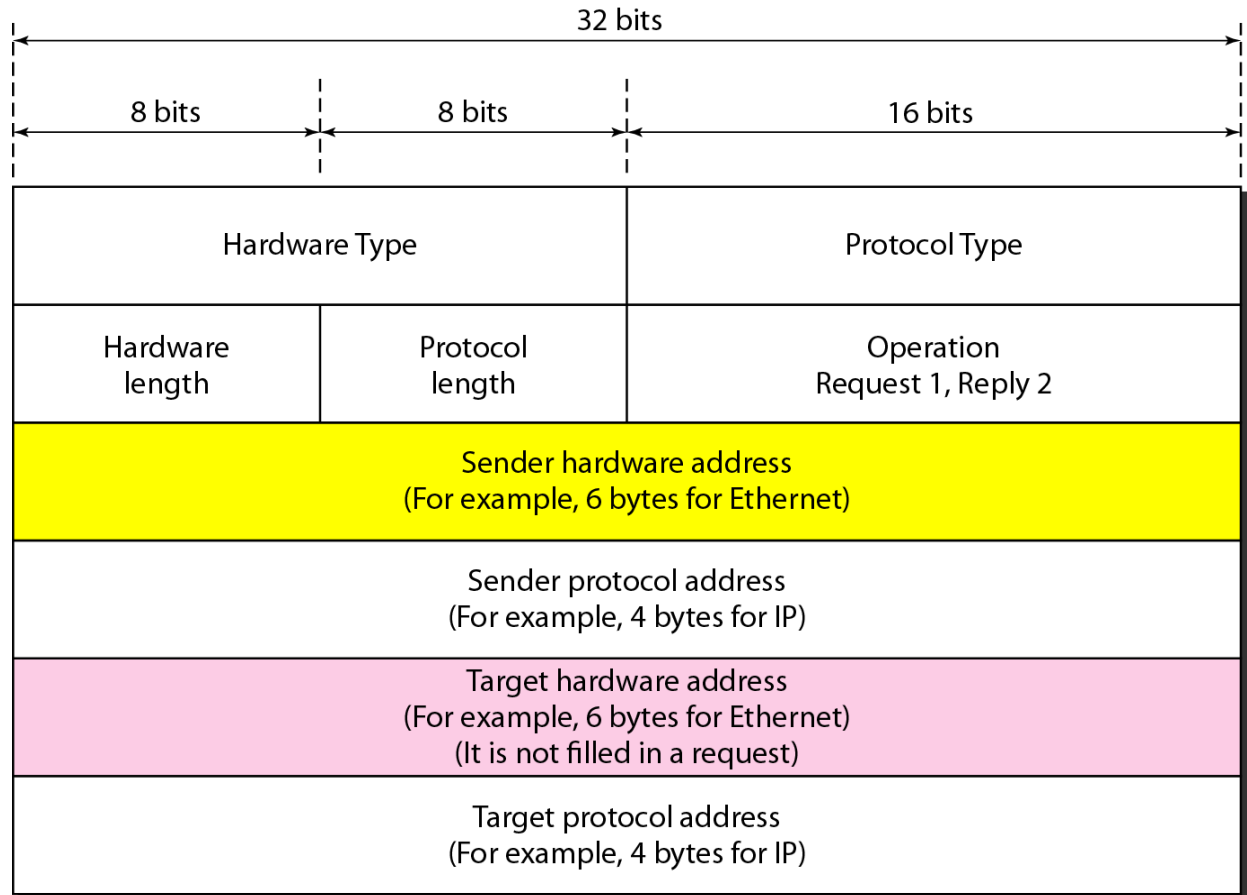 32 bits
8 bits
8 bits
16 bits
Hardware Type
Protocol Type
Hardware
length
Protocol
length
Operation
Request 1, Reply 2
Sender hardware address
(For example, 6 bytes for Ethernet)
Sender protocol address
(For example, 4 bytes for IP)
Target hardware address
(For example, 6 bytes for Ethernet)
(It is not filled in a request)
Target protocol address
(For example, 4 bytes for IP)